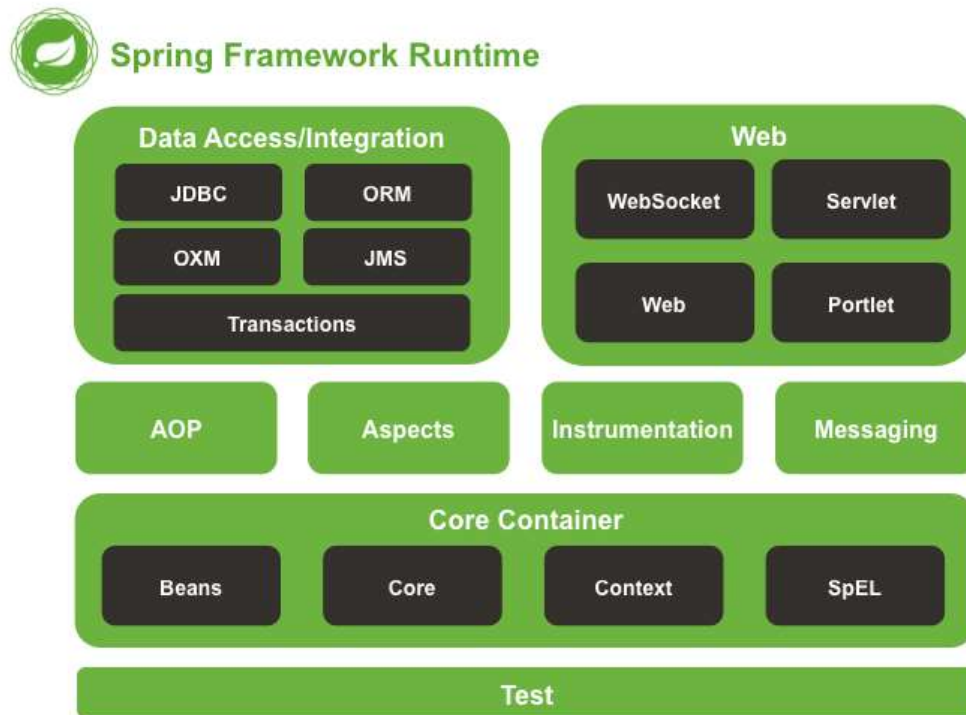 Spring Framework Runtime
Data Access/Integration
JDBC ORM
OXM JMS
Transactions
Web
WebSocket Servlet
Web Portlet
AOP Aspects Instrumentation Messaging
Core Container
Beans Core Context SpEL
Test